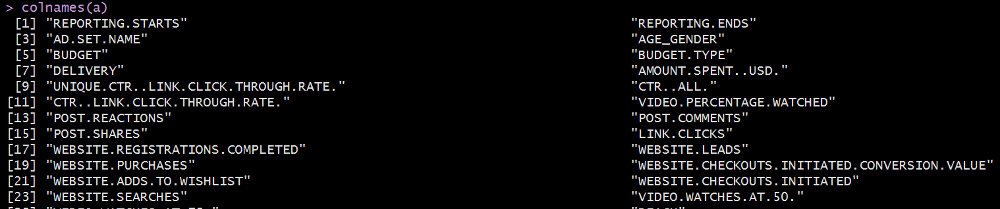 > colnames(a)
[1] "REPORTING.STARTS" "REPORTING.ENDS"
[3] "AD.SET.NAME" "AGE_GENDER"
[5] "BUDGET" "BUDGET.TYPE"
[7] "DELIVERY" "AMOUNT.SPENT..USD."
[9] "UNIQUE.CTR..LINK.CLICK.THROUGH.RATE." "CTR..ALL."
[11] "CTR..LINK.CLICK.THROUGH.RATE." "VIDEO.PERCENTAGE.WATCHED"
[13] "POST.REACTIONS" "POST.COMMENTS"
[15] "POST.SHARES" "LINK.CLICKS"
[17] "WEBSITE.REGISTRATIONS.COMPLETED" "WEBSITE.LEADS"
[19] "WEBSITE.PURCHASES" "WEBSITE.CHECKOUTS.INITIATED.CONVERSION.VALUE"
[21] "WEBSITE.ADDS.TO.WISHLIST" "WEBSITE.CHECKOUTS.INITIATED"
[23] "WEBSITE.SEARCHES" "VIDEO.WATCHES.AT.50."